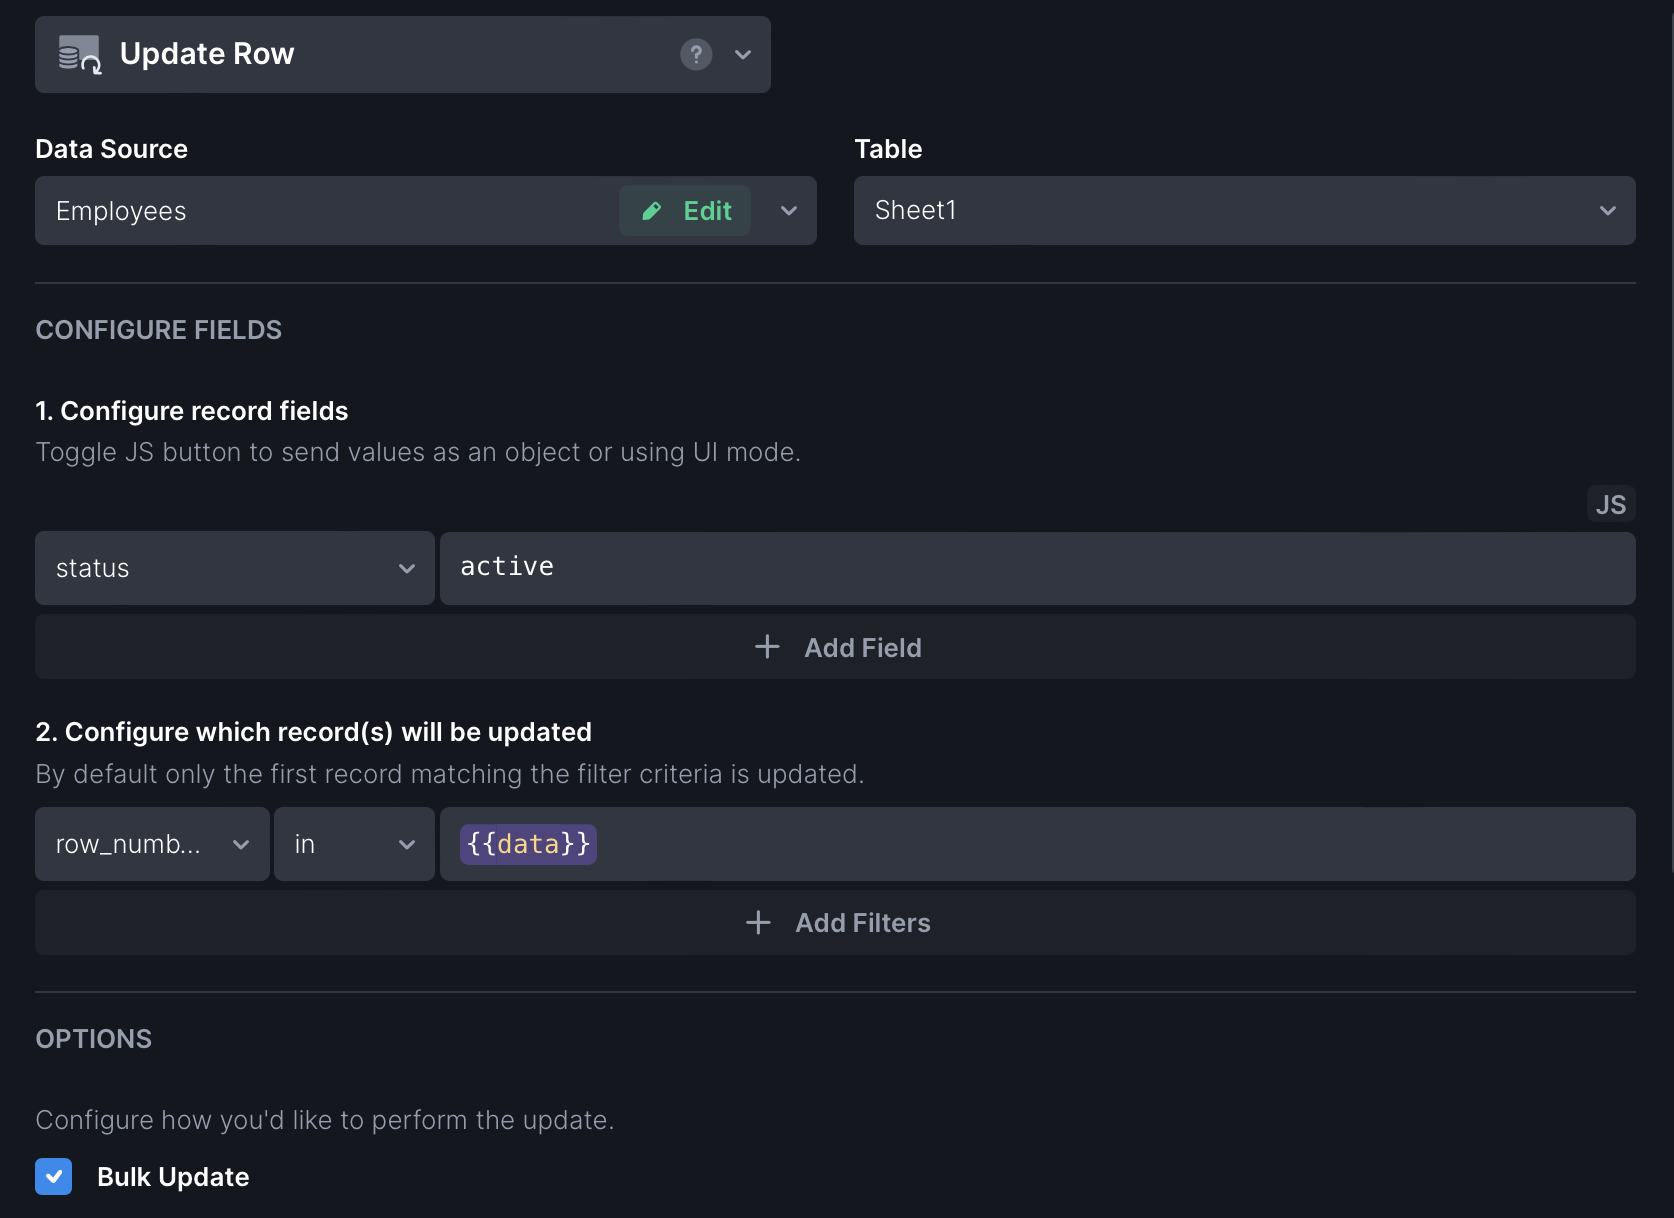 Update Row ?
Data Source
Table
Employees Edit
Sheet1
CONFIGURE FIELDS
1. Configure record fields
Toggle JS button to send values as an object or using UI mode.
JS
status active
+ Add Field
2. Configure which record(s) will be updated
By default only the first record matching the filter criteria is updated.
row_numb... in {{data}}
+ Add Filters
OPTIONS
Configure how you'd like to perform the update.
Bulk Update